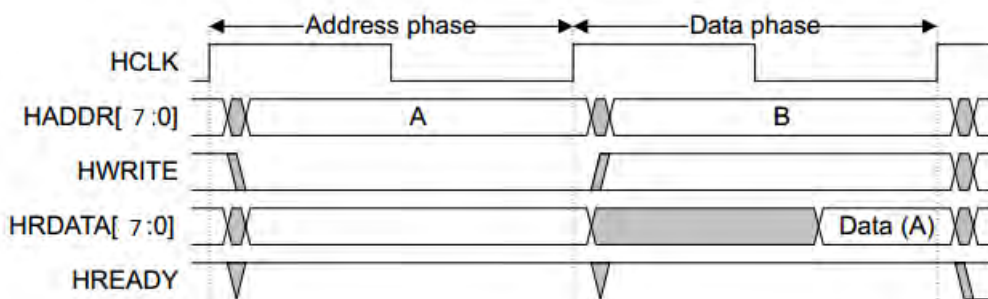 Address phase Data phase
HCLK
HADDR[ 7:0] A B
HWRITE
HRDATA[ 7:0] Data (A)
HREADY